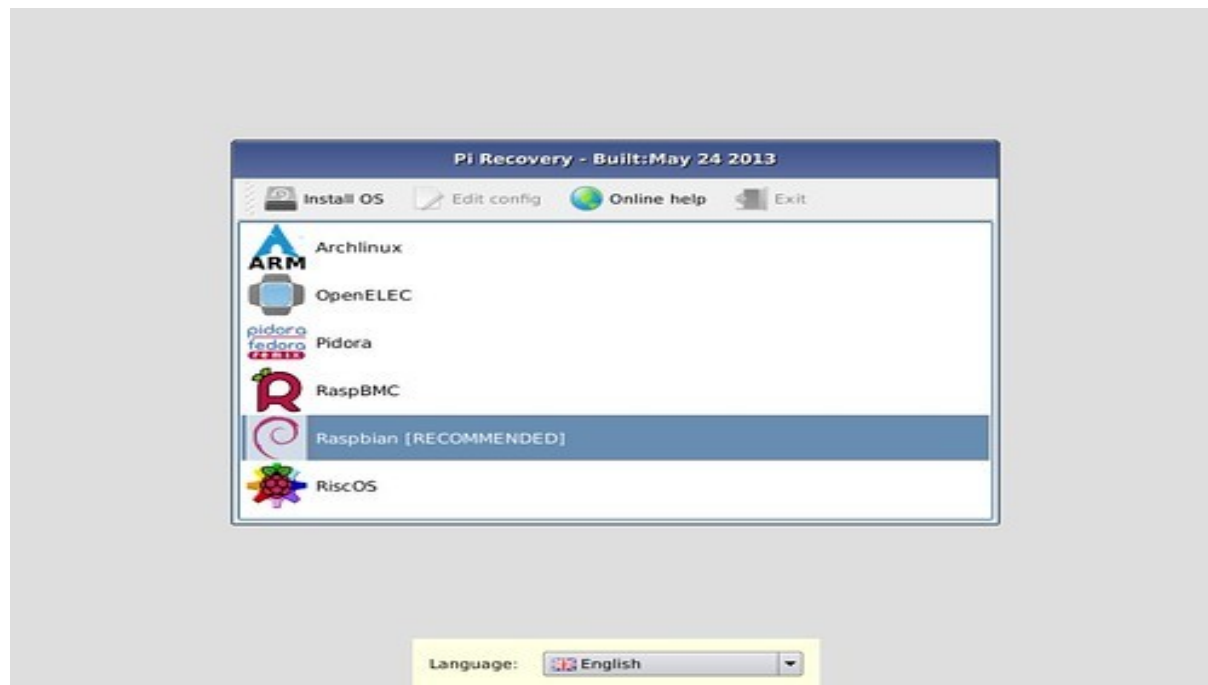 Pi Recovery - Built:May 24 2013
Install OS Edit config Online help Exit
ARM Archlinux
OpenELEC
pidora
fedora Pidora
remix
R RaspBMC
Raspbian [RECOMMENDED]
RiscOS
Language: English